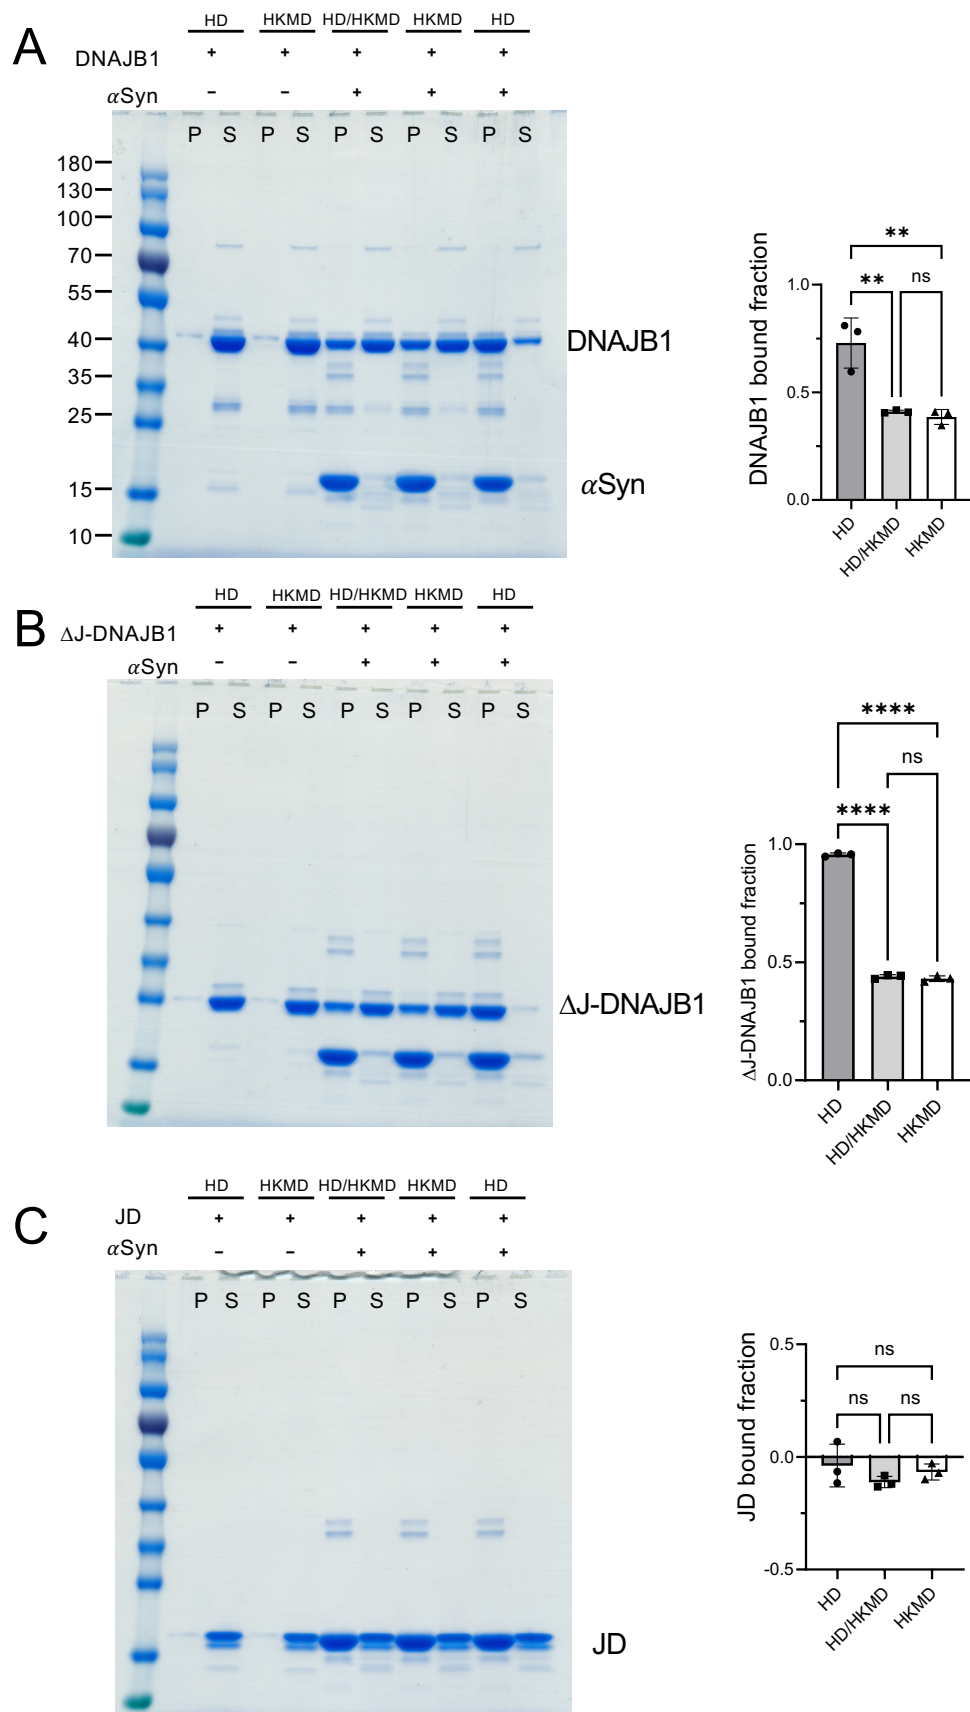 A
HD HKMD HD/HKMD HKMD HD
DNAJB1 + + + + +
αSyn − − + + +
P S P S P S P S P S
180
130
100
70
55
40
35
25
15
10
DNAJB1
αSyn
DNAJB1 bound fraction
** 
** ns
1.0
0.5
0.0
HD HD/HKMD HKMD
B
HD HKMD HD/HKMD HKMD HD
ΔJ-DNAJB1 + + + + +
αSyn − − + + +
P S P S P S P S P S
ΔJ-DNAJB1
ΔJ-DNAJB1 bound fraction
****
ns
****
1.0
0.5
0.0
HD HD/HKMD HKMD
C
HD HKMD HD/HKMD HKMD HD
JD + + + + +
αSyn − − + + +
P S P S P S P S P S
JD
JD bound fraction
ns
ns ns
0.5
0.0
-0.5
HD HD/HKMD HKMD